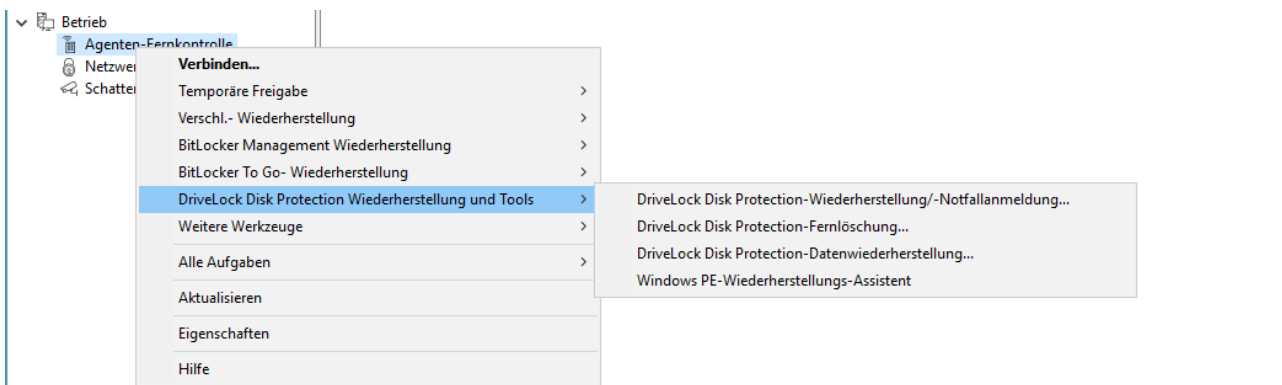 Betrieb
Agenten-Fernkontrolle
Verbinden...
Temporäre Freigabe
Verschl.- Wiederherstellung
BitLocker Management Wiederherstellung
BitLocker To Go- Wiederherstellung
DriveLock Disk Protection Wiederherstellung und Tools
Weitere Werkzeuge
Alle Aufgaben
Aktualisieren
Eigenschaften
Hilfe
DriveLock Disk Protection-Wiederherstellung/-Notfallanmeldung...
DriveLock Disk Protection-Fernlöschung...
DriveLock Disk Protection-Datenwiederherstellung...
Windows PE-Wiederherstellungs-Assistent